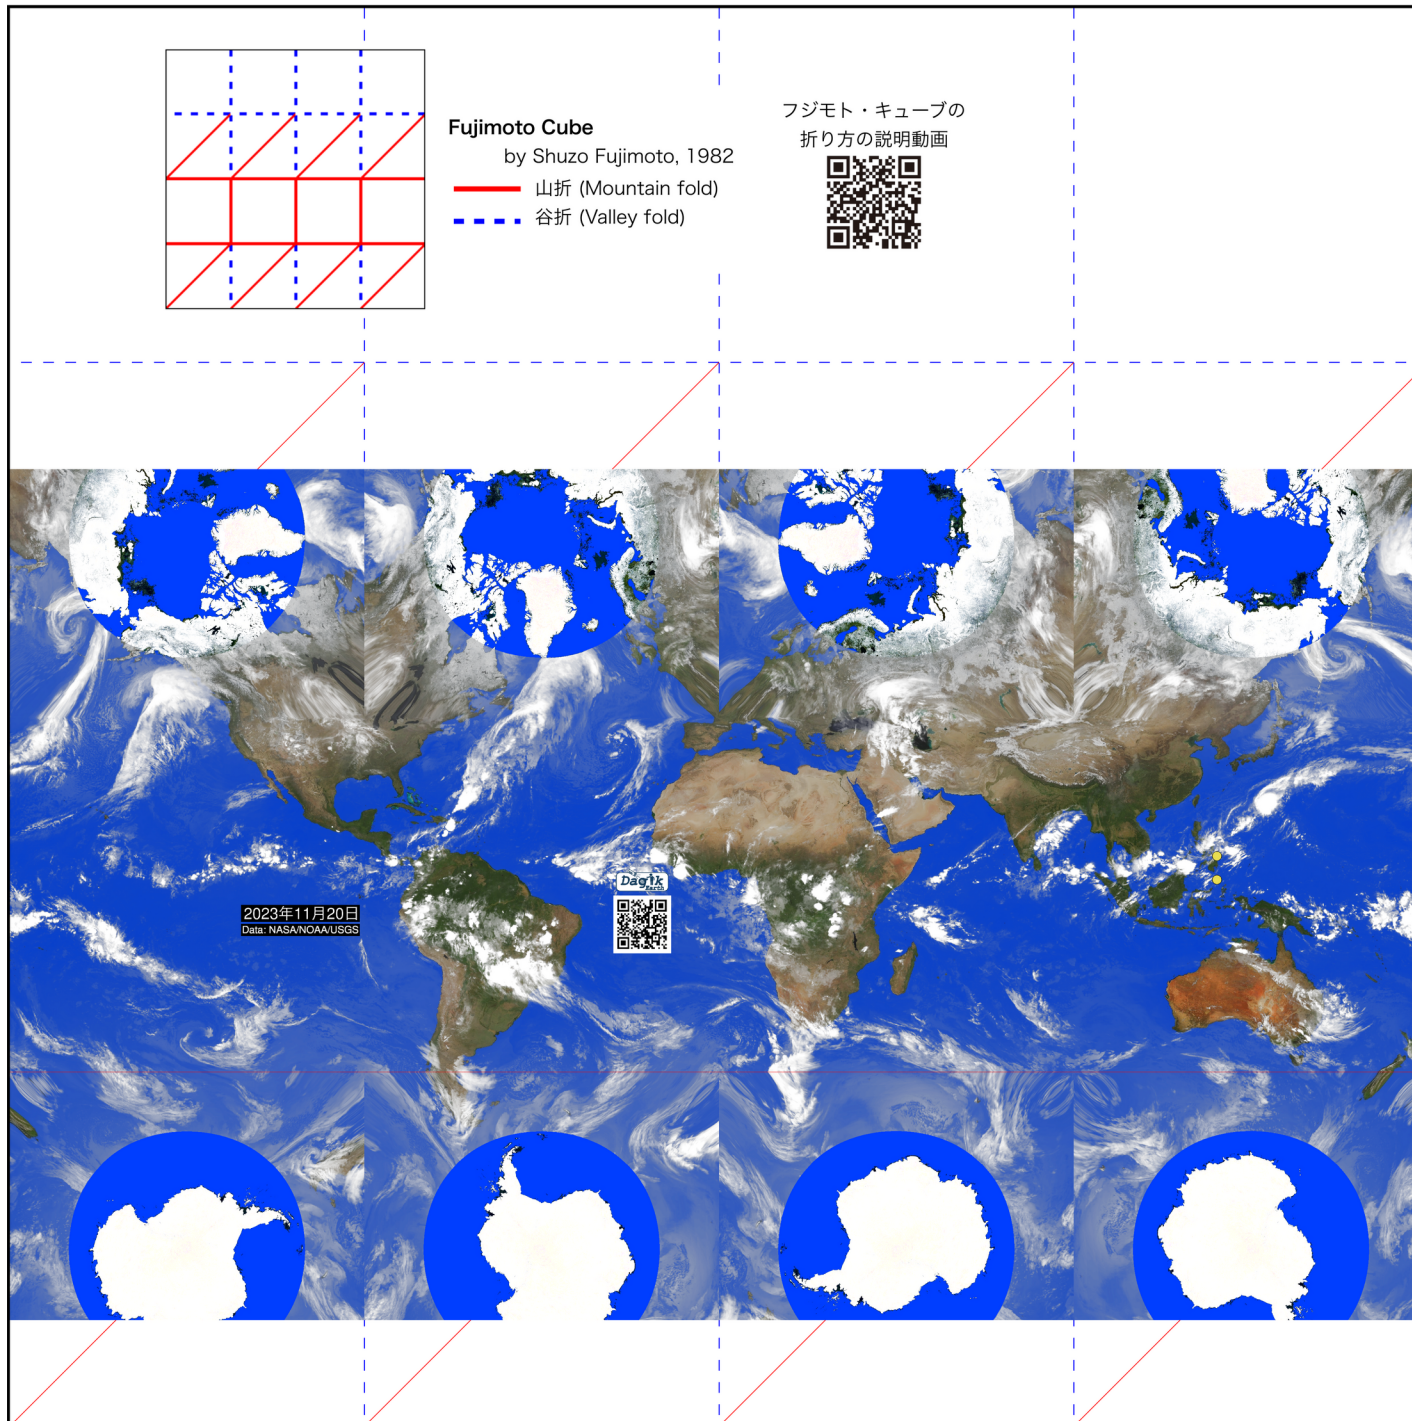 Fujimoto Cube
by Shuzo Fujimoto, 1982
山折 (Mountain fold)
谷折 (Valley fold)
フジモト・キューブの
折り方の説明動画
Dagik
Earth
2023年11月20日
Data: NASA/NOAA/USGS